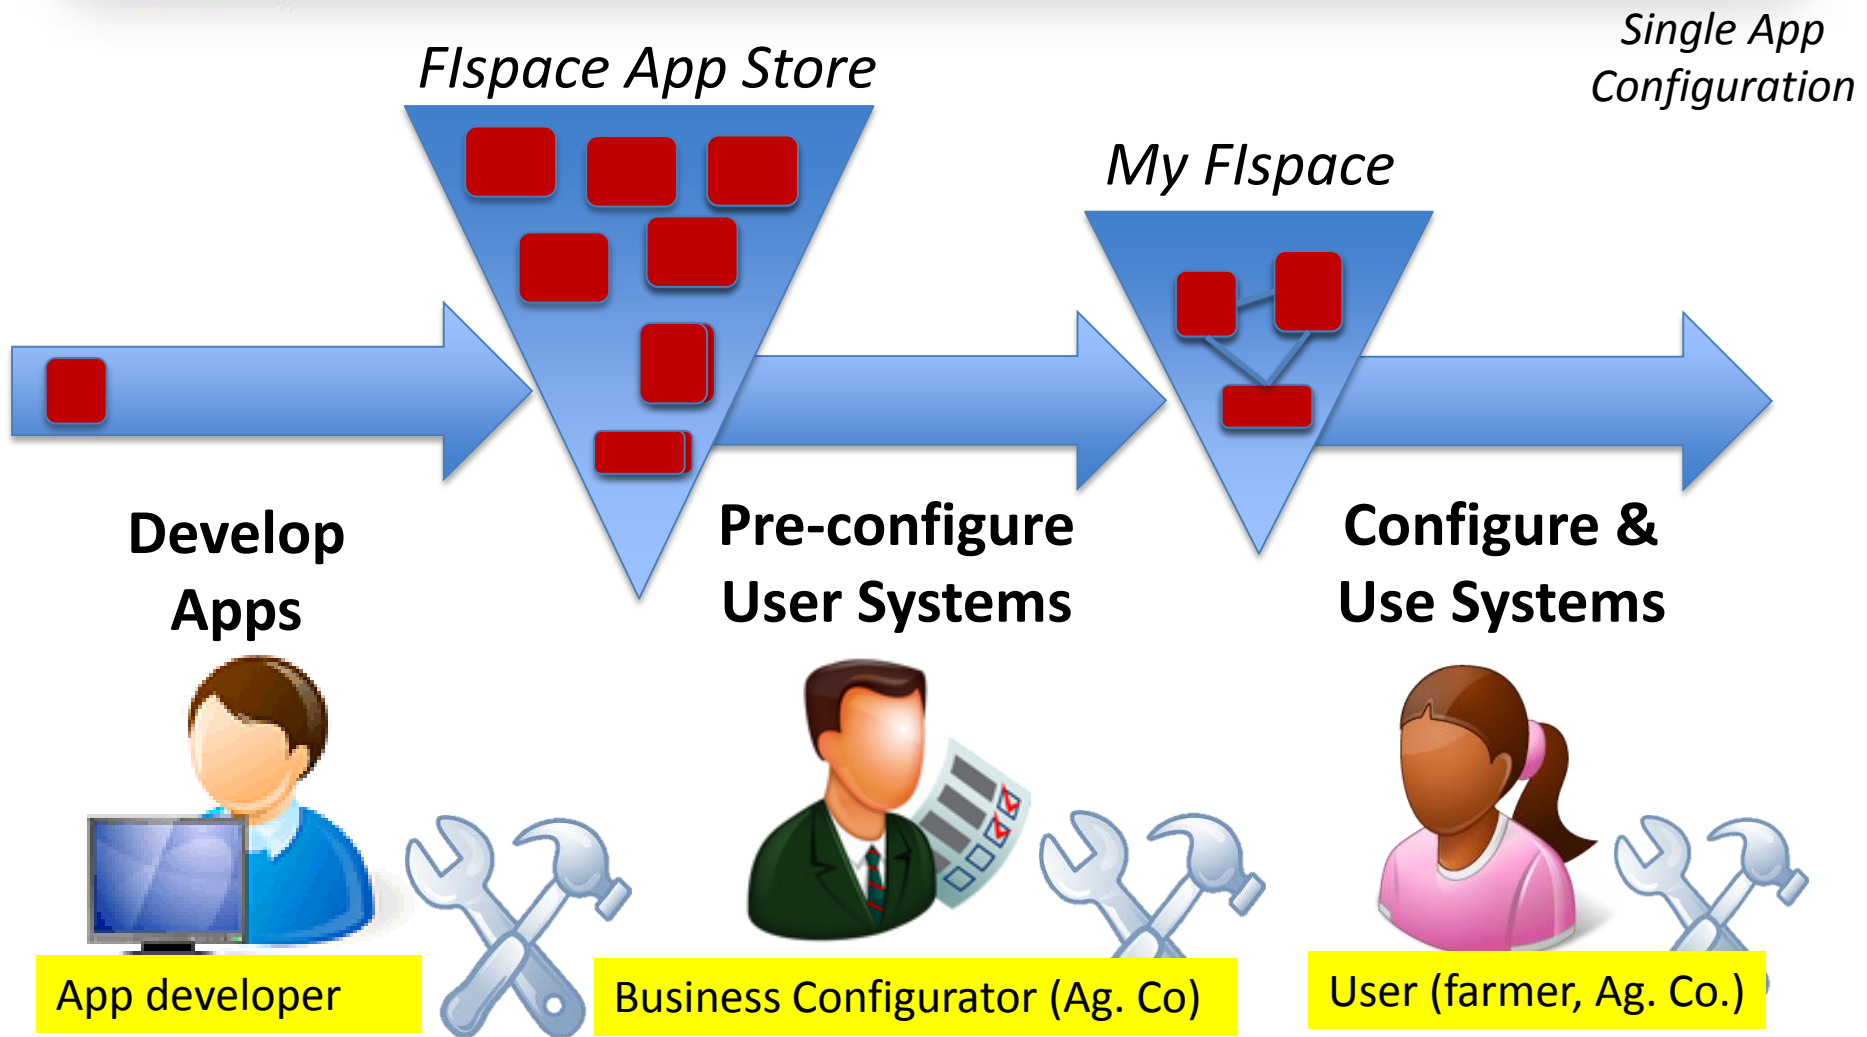 Single App
Configuration
FIspace App Store
My FIspace
Develop
Apps
Pre-configure
User Systems
Configure &
Use Systems
App developer
Business Configurator (Ag. Co)
User (farmer, Ag. Co.)